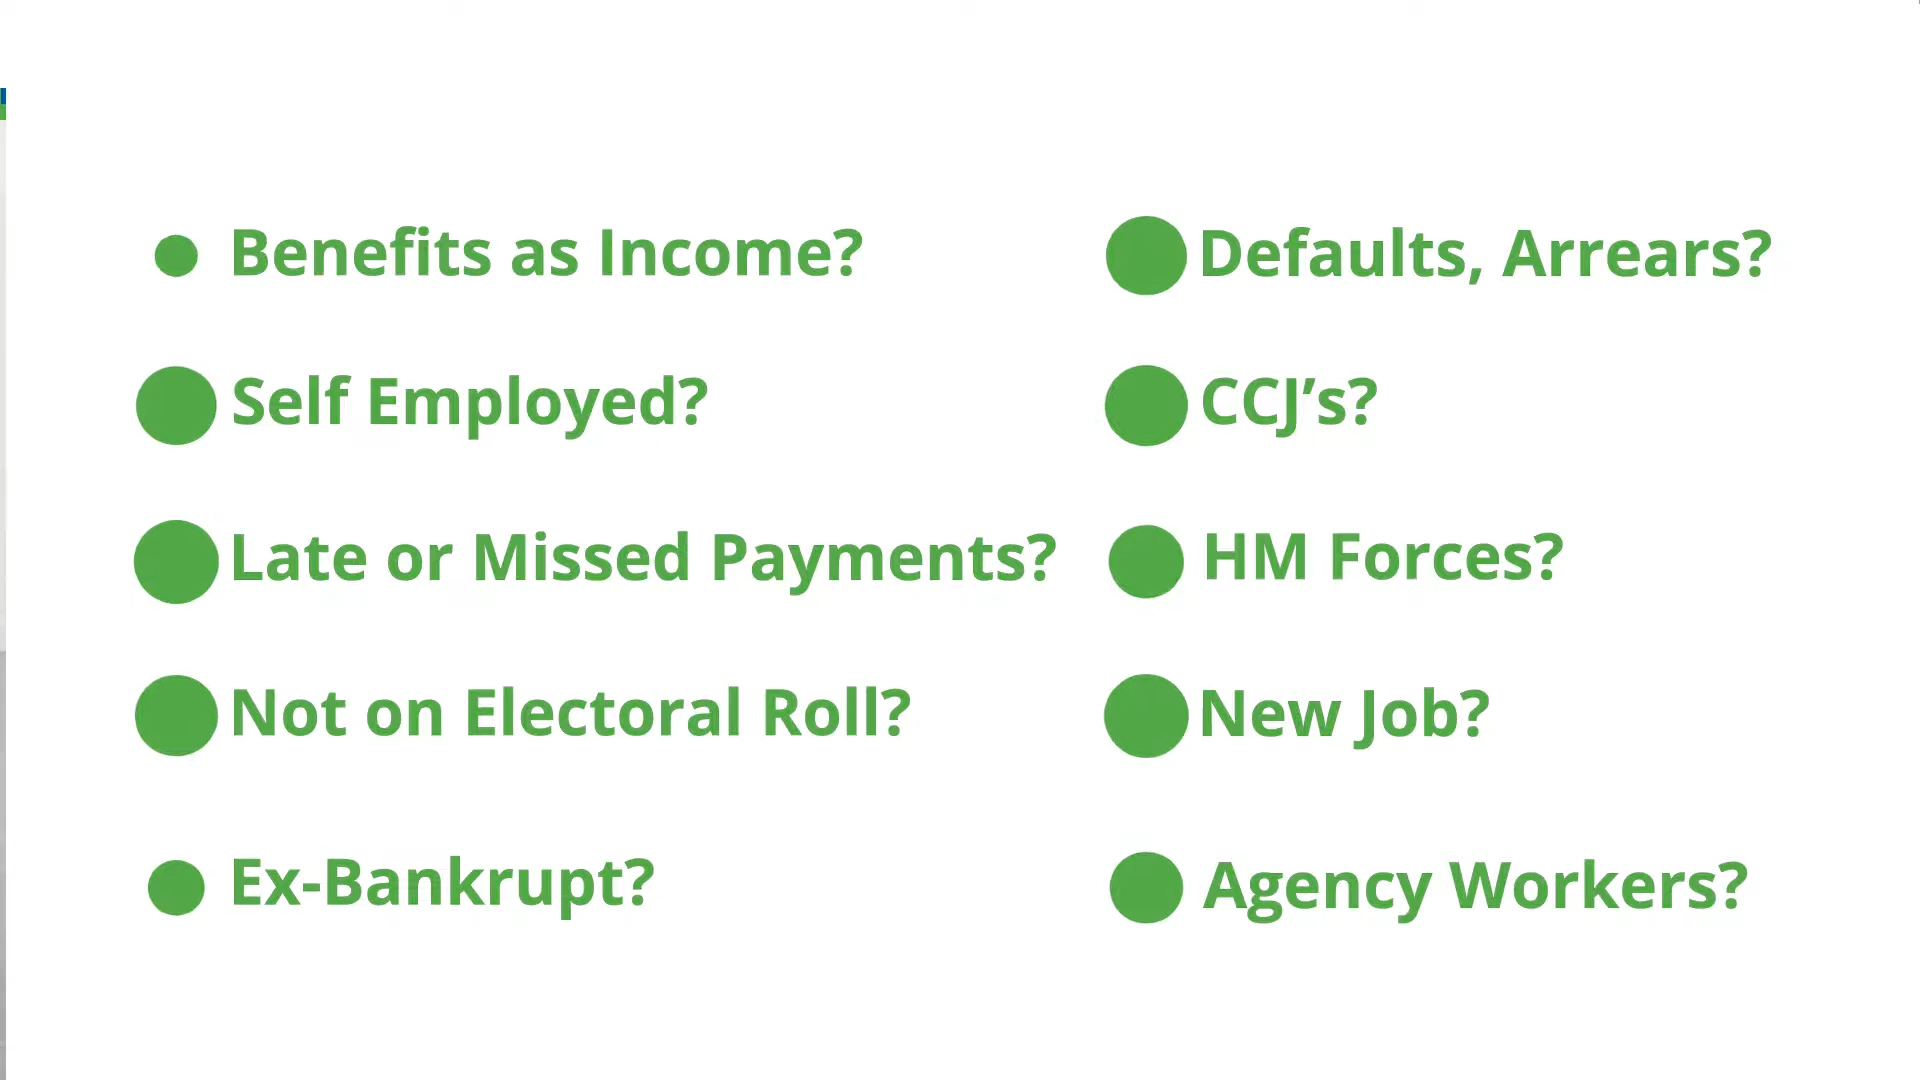 Benefits as Income?
Self Employed?
Late or Missed Payments?
Not on Electoral Roll?
Ex-Bankrupt?
Defaults, Arrears?
CCJ’s?
HM Forces?
New Job?
Agency Workers?